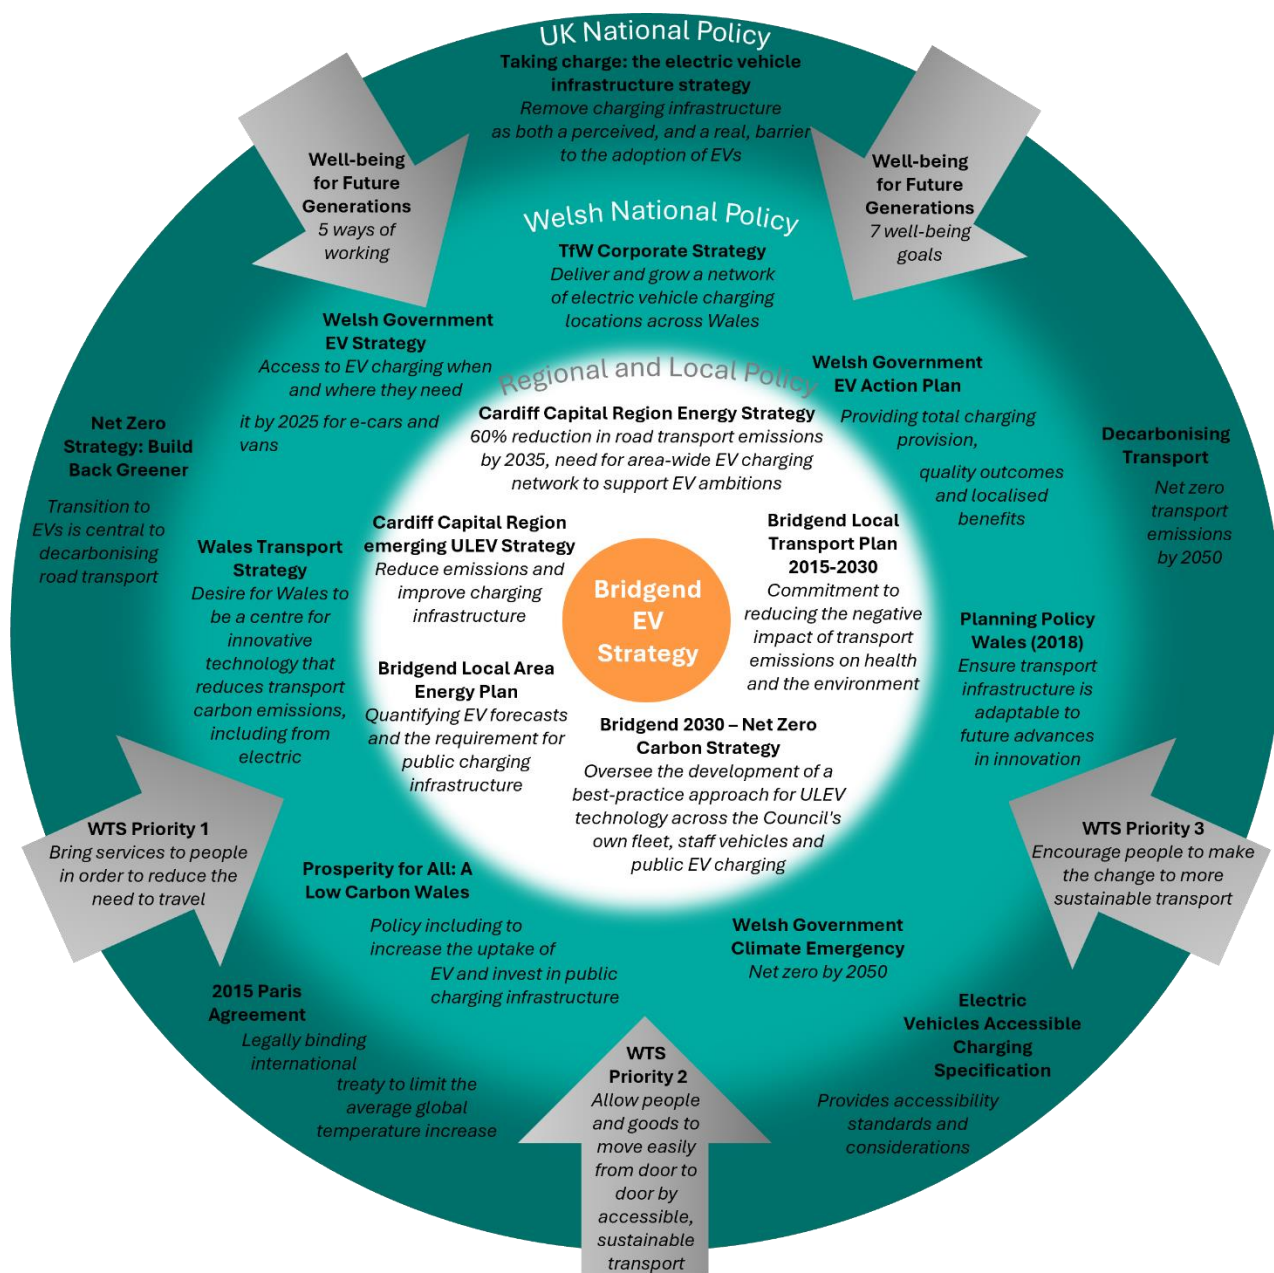 UK National Policy
Taking charge: the electric vehicle
infrastructure strategy
Remove charging infrastructure
as both a perceived, and a real, barrier
to the adoption of EVs
Well-being
for Future
Generations
5 ways of
working
Well-being
for Future
Generations
7 well-being
goals
Welsh National Policy
TfW Corporate Strategy
Deliver and grow a network
of electric vehicle charging
locations across Wales
Welsh Government
EV Strategy
Access to EV charging when
and where they need
it by 2025 for e-cars and
vans
Welsh Government
EV Action Plan
Providing total charging
provision,
quality outcomes
and localised
benefits
Net Zero
Strategy: Build
Back Greener
Transition to
EVs is central to
decarbonising
road transport
Decarbonising
Transport
Net zero
transport
emissions
by 2050
Regional and Local Policy
Cardiff Capital Region Energy Strategy
60% reduction in road transport emissions
by 2035, need for area-wide EV charging
network to support EV ambitions
Cardiff Capital Region
emerging ULEV Strategy
Reduce emissions and
improve charging
infrastructure
Bridgend Local
Transport Plan
2015-2030
Commitment to
reducing the negative
impact of transport
emissions on health
and the environment
Bridgend
EV
Strategy
Wales Transport
Strategy
Desire for Wales to
be a centre for
innovative
technology that
reduces transport
carbon emissions,
including from
electric
Planning Policy
Wales (2018)
Ensure transport
infrastructure is
adaptable to
future advances
in innovation
Bridgend Local Area
Energy Plan
Quantifying EV forecasts
and the requirement for
public charging
infrastructure
Bridgend 2030 – Net Zero
Carbon Strategy
Oversee the development of a
best-practice approach for ULEV
technology across the Council's
own fleet, staff vehicles and
public EV charging
WTS Priority 1
Bring services to people
in order to reduce the
need to travel
WTS Priority 3
Encourage people to make
the change to more
sustainable transport
Prosperity for All: A
Low Carbon Wales
Policy including to
increase the uptake of
EV and invest in public
charging infrastructure
Welsh Government
Climate Emergency
Net zero by 2050
2015 Paris
Agreement
Legally binding
international
treaty to limit the
average global
temperature increase
Electric
Vehicles Accessible
Charging
Specification
Provides accessibility
standards and
considerations
WTS
Priority 2
Allow people
and goods to
move easily
from door to
door by
accessible,
sustainable
transport